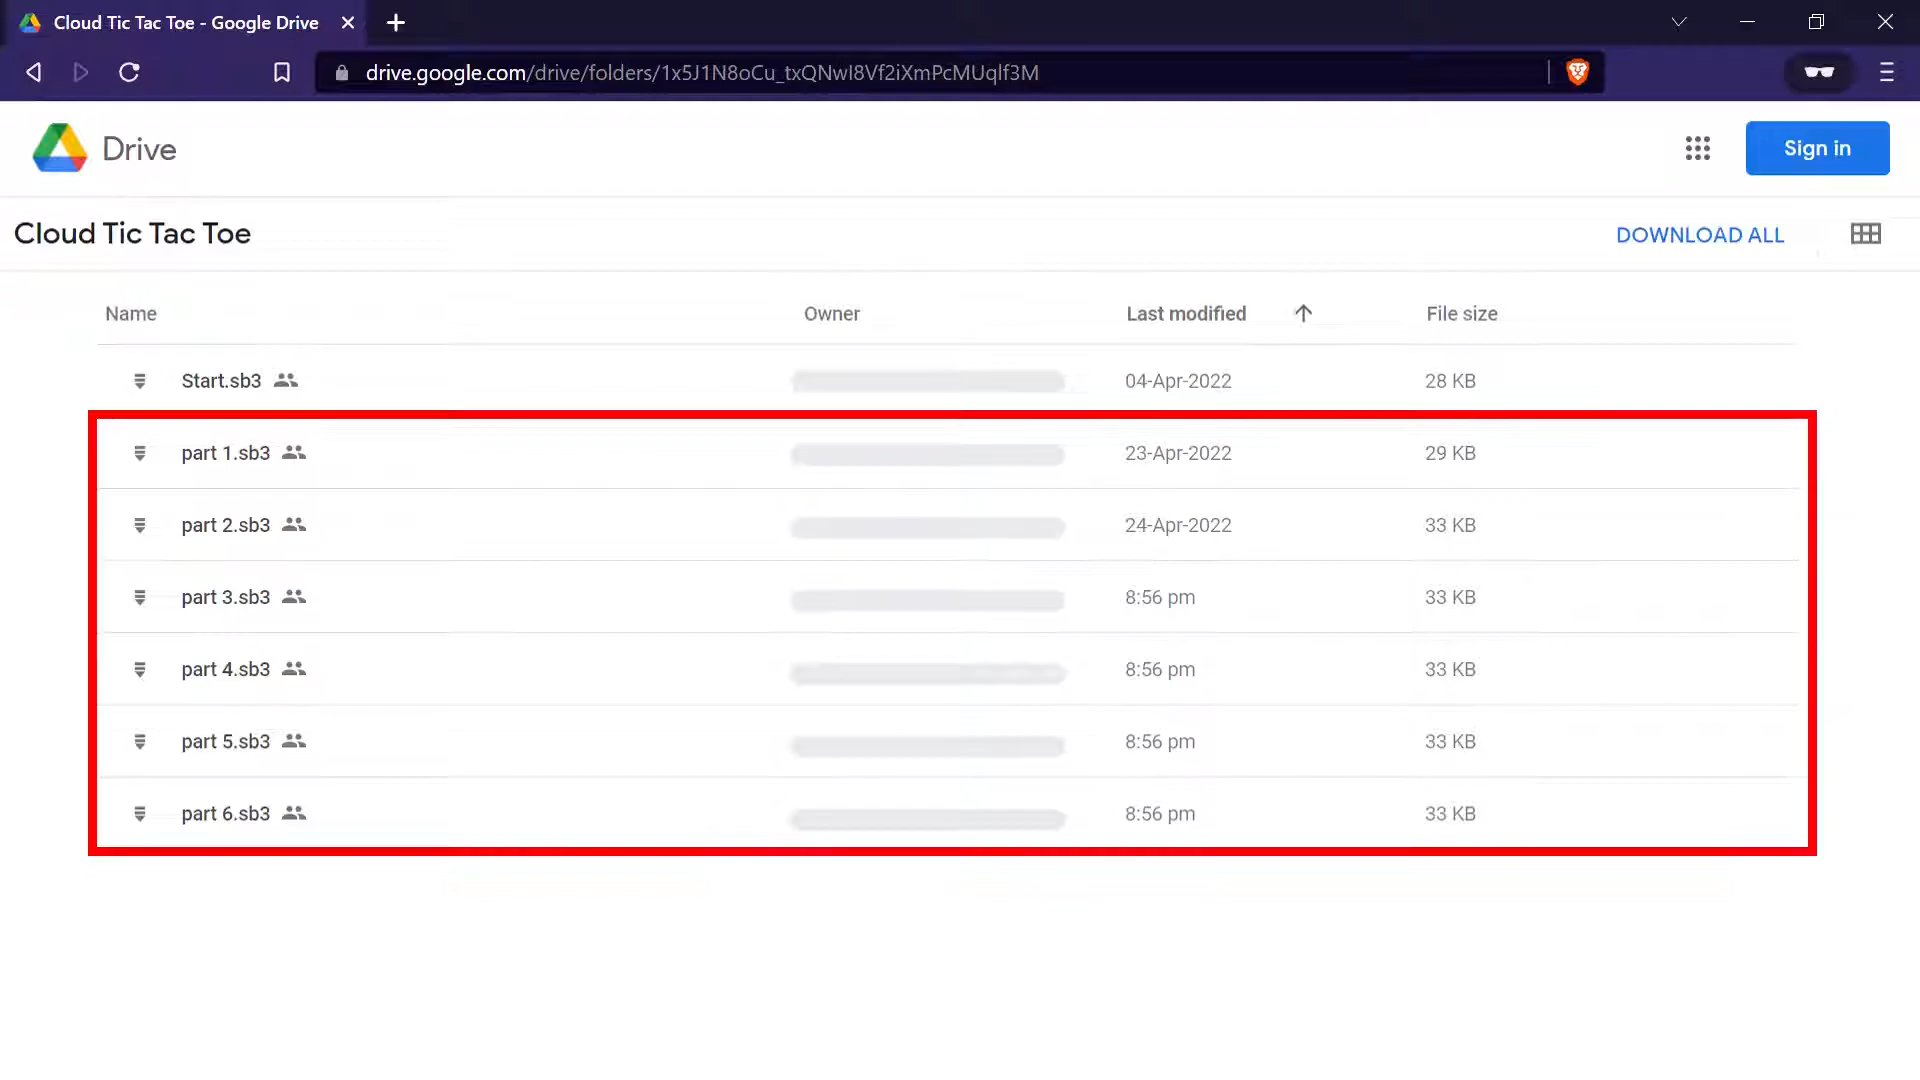 Cloud Tic Tac Toe - Google Drive
drive.google.com/drive/folders/1x5J1N8oCu_txQNwI8Vf2iXmPcMUqlf3M
Drive
Sign in
Cloud Tic Tac Toe
DOWNLOAD ALL
Name Owner Last modified File size
Start.sb3 04-Apr-2022 28 KB
part 1.sb3 23-Apr-2022 29 KB
part 2.sb3 24-Apr-2022 33 KB
part 3.sb3 8:56 pm 33 KB
part 4.sb3 8:56 pm 33 KB
part 5.sb3 8:56 pm 33 KB
part 6.sb3 8:56 pm 33 KB